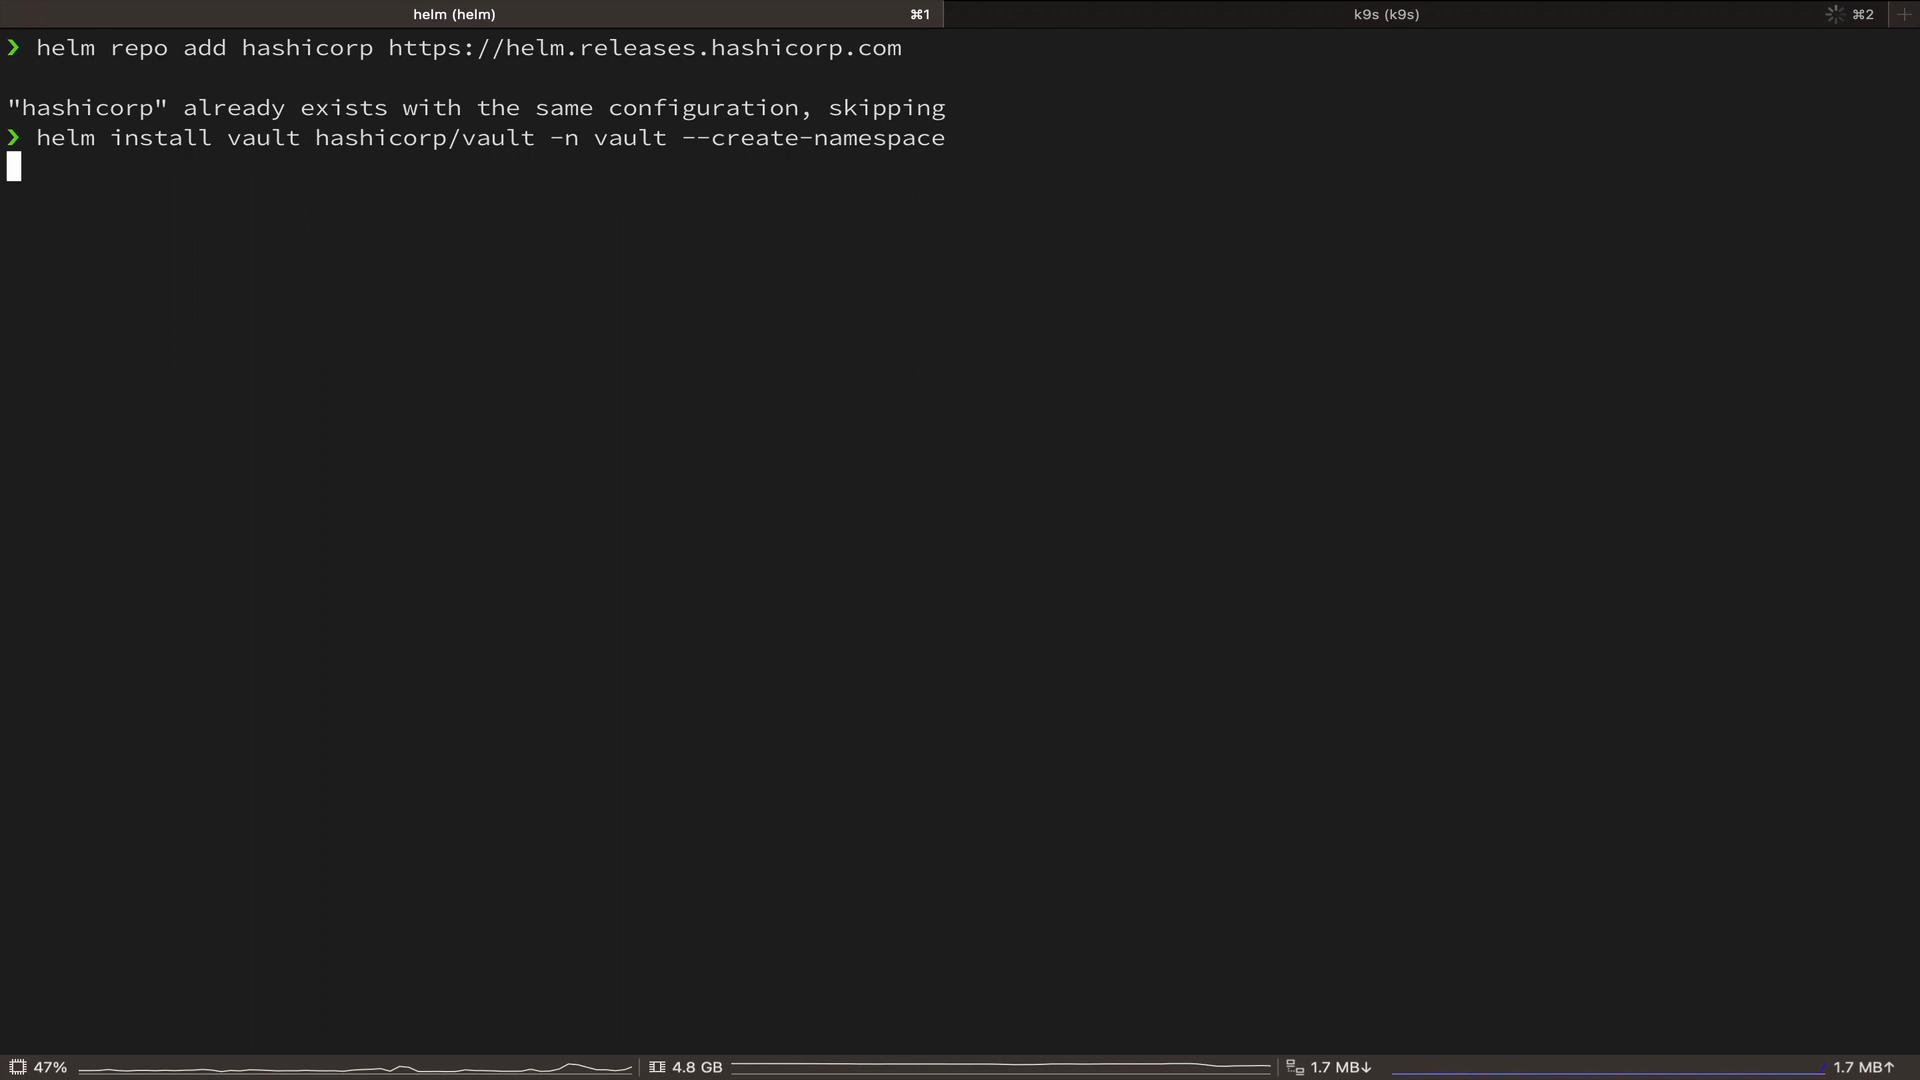 helm (helm) ⌘1 k9s (k9s) ⌘2 +
❯ helm repo add hashicorp https://helm.releases.hashicorp.com
"hashicorp" already exists with the same configuration, skipping
❯ helm install vault hashicorp/vault -n vault --create-namespace
47% 4.8 GB 1.7 MB↓ 1.7 MB↑